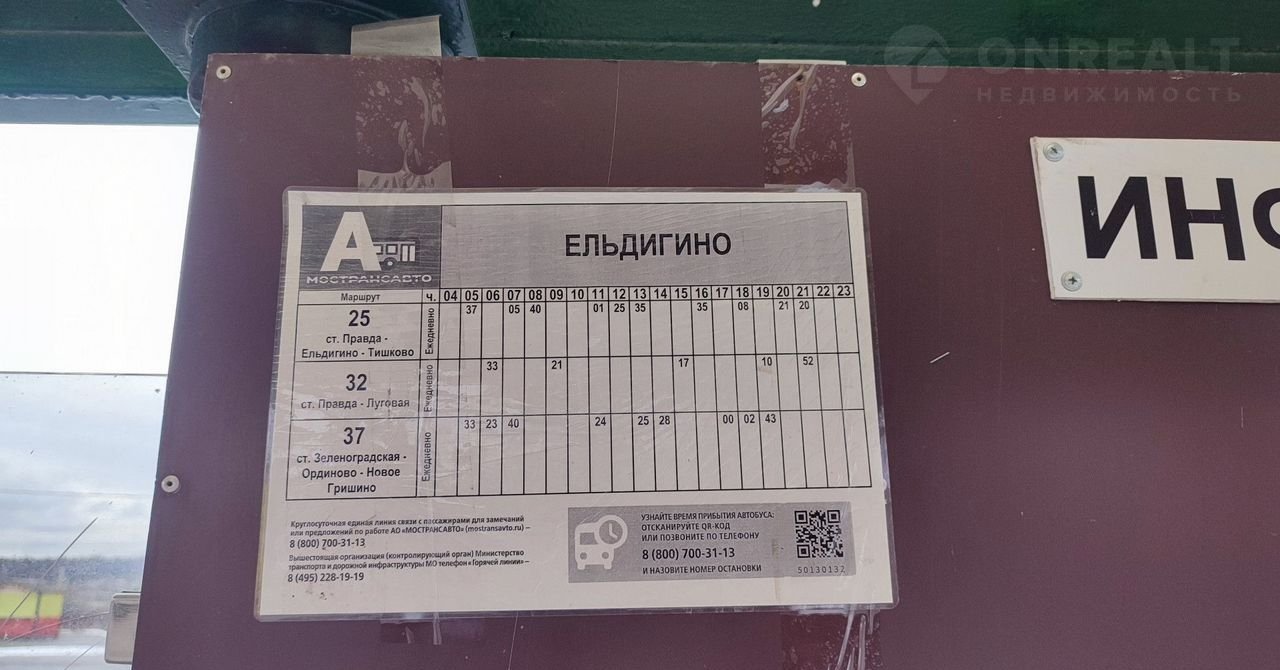 ONREALT
НЕДВИЖИМОСТЬ
ИНФ
А
МОСТРАНСАВТО
ЕЛЬДИГИНО
Маршрут ч. 04 05 06 07 08 09 10 11 12 13 14 15 16 17 18 19 20 21 22 23
25
ст. Правда -
Ельдигино - Тишково
Ежедневно
37 05 40 01 25 35 35 08 21 20
32
ст. Правда - Луговая
Ежедневно
33 21 17 10 52
37
ст. Зеленоградская -
Ординово - Новое
Гришино
Ежедневно
33 23 40 24 25 28 00 02 43
Круглосуточная единая линия связи с пассажирами для замечаний
или предложений по работе АО «МОСТРАНСАВТО» (mostransavto.ru) –
8 (800) 700-31-13
Вышестоящая организация (контролирующий орган) Министерство
транспорта и дорожной инфраструктуры МО телефон «Горячей линии» –
8 (495) 228-19-19
УЗНАЙТЕ ВРЕМЯ ПРИБЫТИЯ АВТОБУСА:
ОТСКАНИРУЙТЕ QR-КОД
ИЛИ ПОЗВОНИТЕ ПО ТЕЛЕФОНУ
8 (800) 700-31-13
И НАЗОВИТЕ НОМЕР ОСТАНОВКИ
50130132